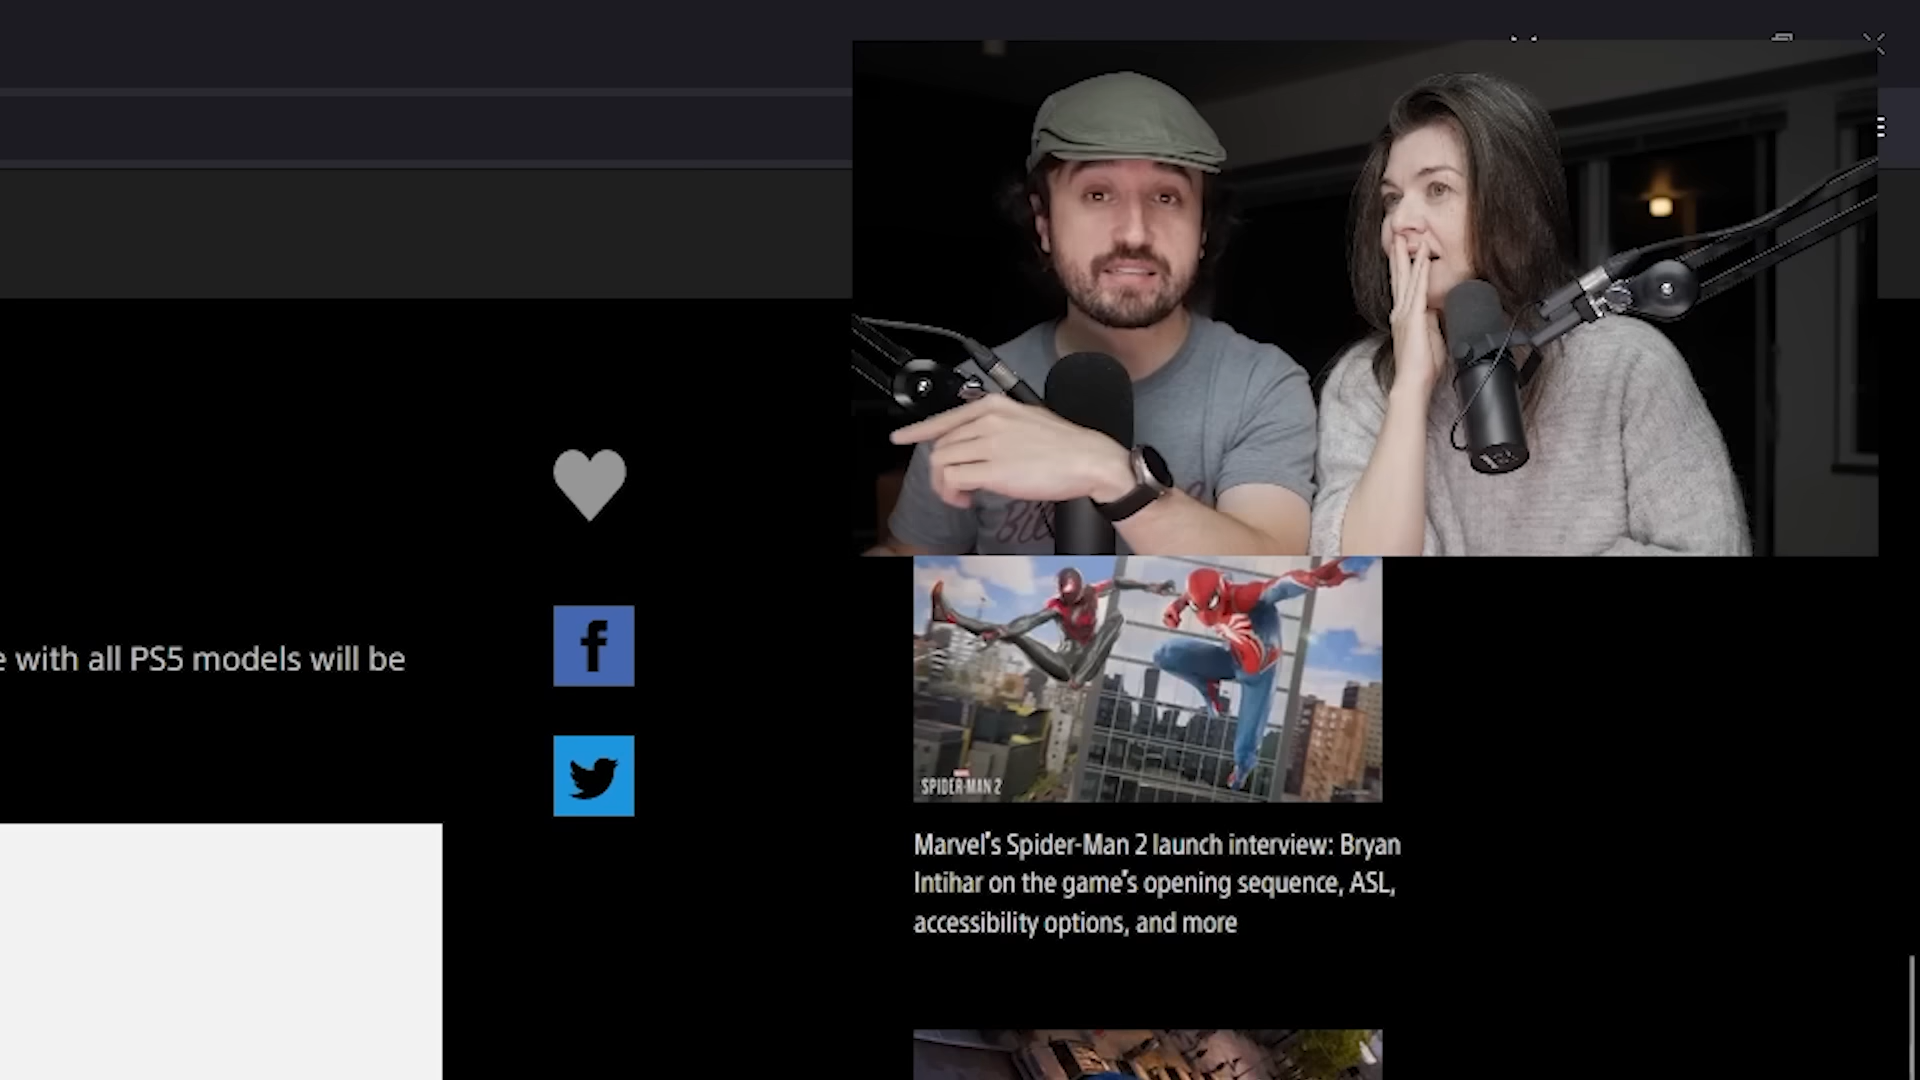 with all PS5 models will be
SPIDER-MAN 2
Marvel's Spider-Man 2 launch interview: Bryan
Intihar on the game's opening sequence, ASL,
accessibility options, and more